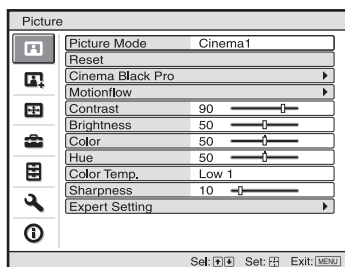 Picture
Picture Mode Cinema1
Reset
Cinema Black Pro
Motionflow
Contrast 90
Brightness 50
Color 50
Hue 50
Color Temp. Low 1
Sharpness 10
Expert Setting
Sel: Set: Exit: MENU